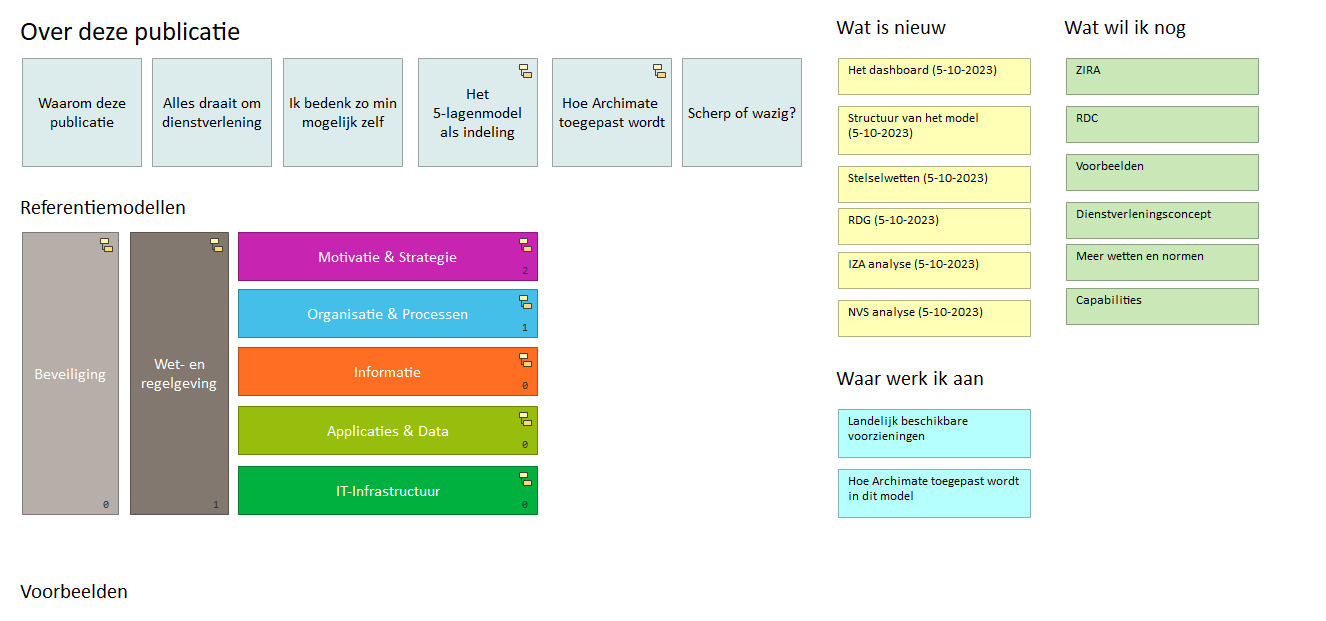 Over deze publicatie
Waarom deze
publicatie
Alles draait om
dienstverlening
Ik bedenk zo min
mogelijk zelf
Het
5-lagenmodel
als indeling
Hoe Archimate
toegepast wordt
Scherp of wazig?
Referentiemodellen
Beveiliging
0
Wet- en
regelgeving
1
Motivatie & Strategie
2
Organisatie & Processen
1
Informatie
0
Applicaties & Data
0
IT-Infrastructuur
0
Voorbeelden
Wat is nieuw
Het dashboard (5-10-2023)
Structuur van het model
(5-10-2023)
Stelselwetten (5-10-2023)
RDG (5-10-2023)
IZA analyse (5-10-2023)
NVS analyse (5-10-2023)
Waar werk ik aan
Landelijk beschikbare
voorzieningen
Hoe Archimate toegepast wordt
in dit model
Wat wil ik nog
ZIRA
RDC
Voorbeelden
Dienstverleningsconcept
Meer wetten en normen
Capabilities